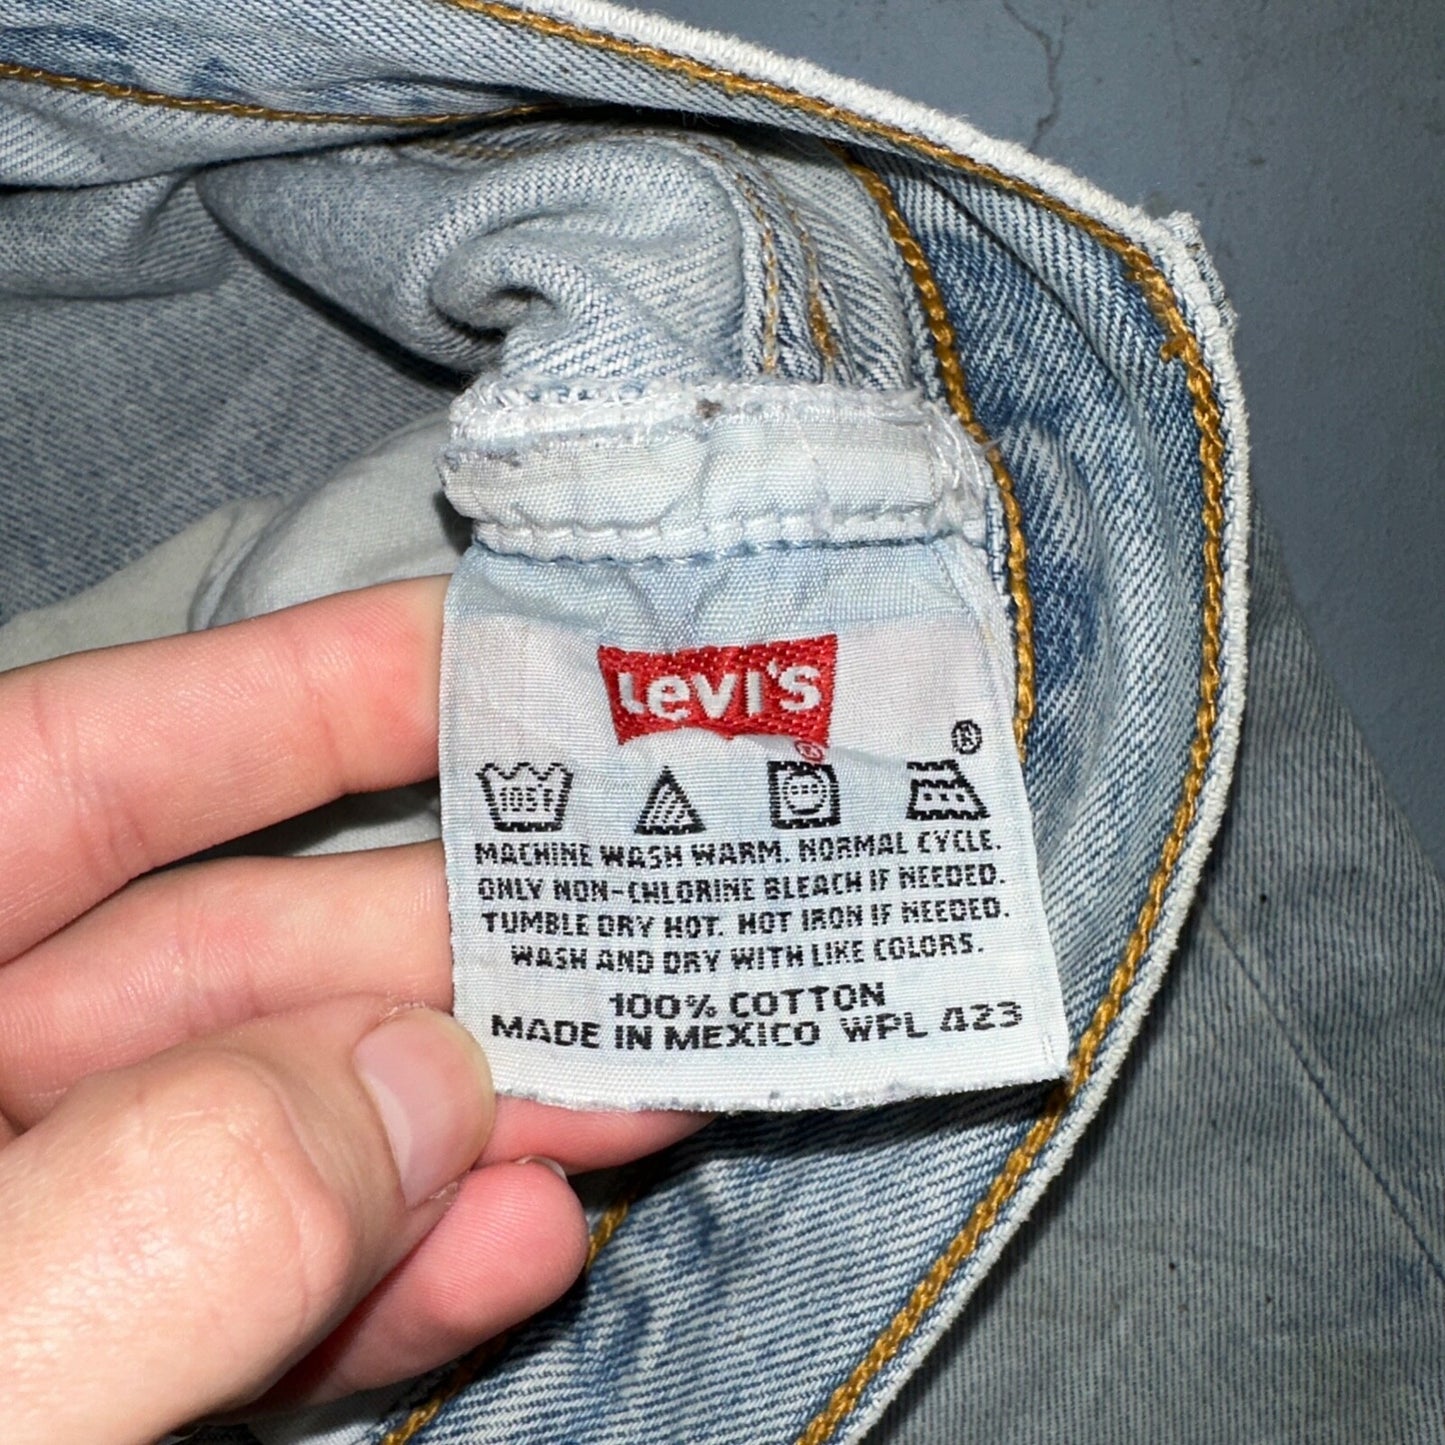 Levi's
®
®
105F
MACHINE WASH WARM. NORMAL CYCLE.
ONLY NON-CHLORINE BLEACH IF NEEDED.
TUMBLE DRY HOT. HOT IRON IF NEEDED.
WASH AND DRY WITH LIKE COLORS.
100% COTTON
MADE IN MEXICO WPL 423